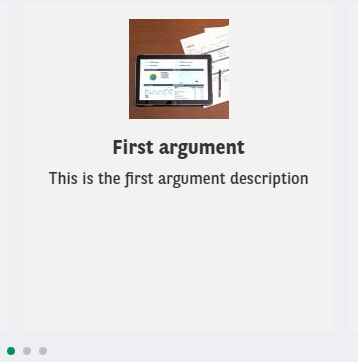 First argument
This is the first argument description